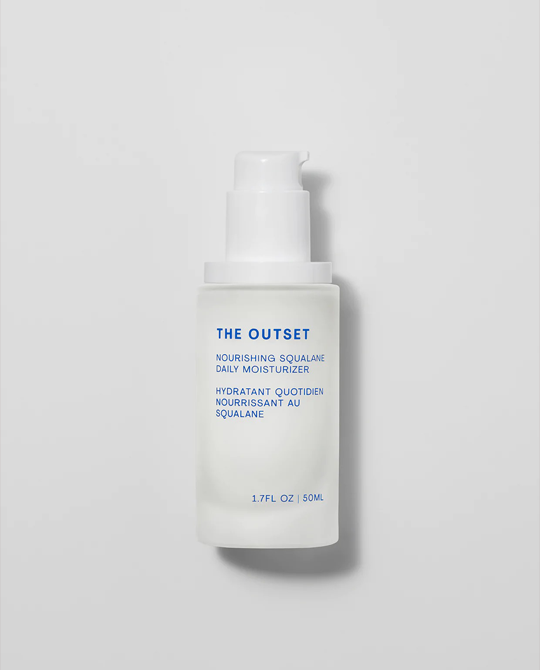 THE OUTSET
NOURISHING SQUALANE
DAILY MOISTURIZER
HYDRATANT QUOTIDIEN
NOURRISSANT AU
SQUALANE
1.7FL OZ | 50ML